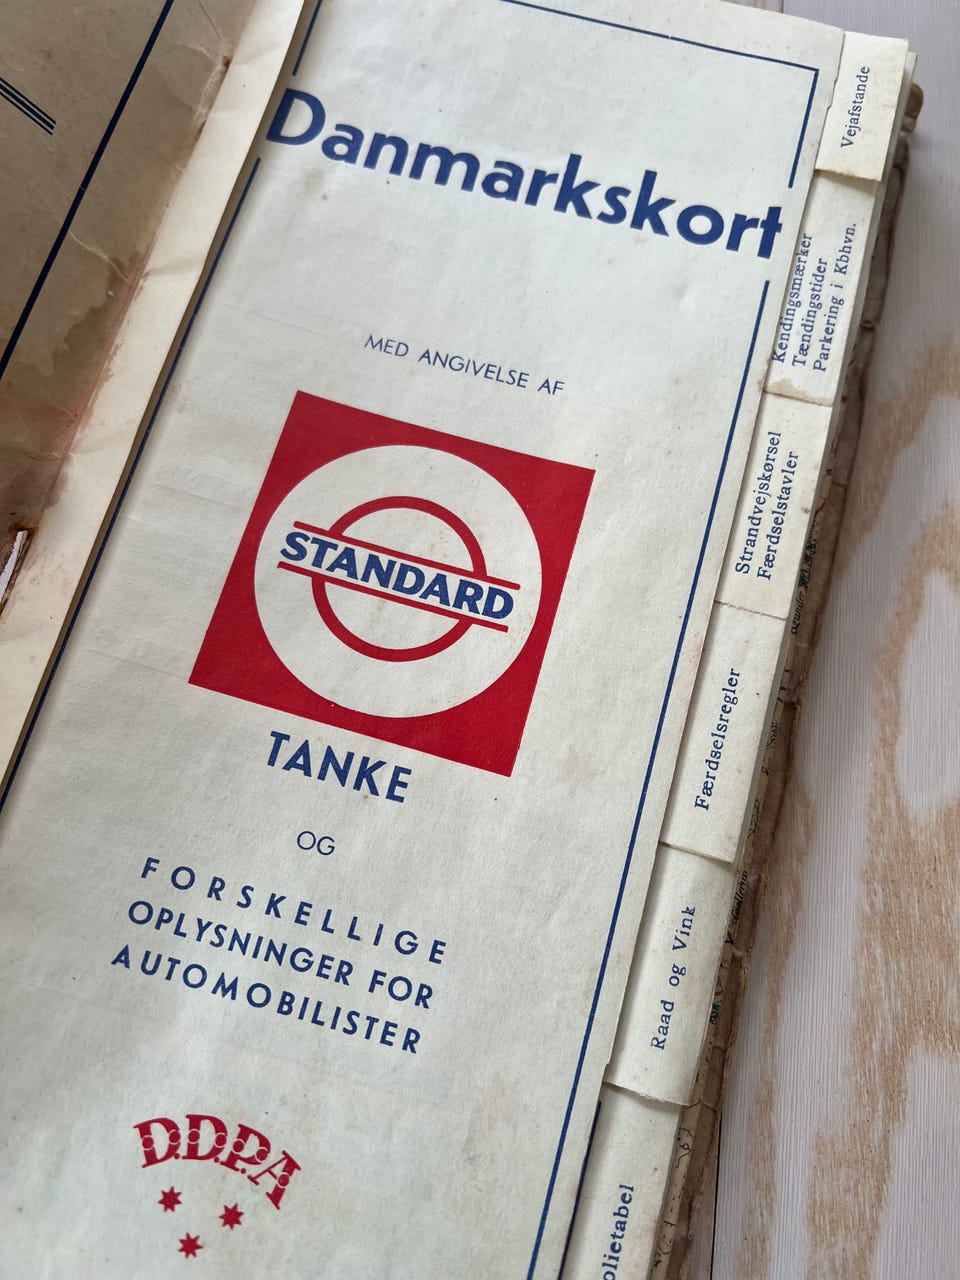 Danmarkskort
MED ANGIVELSE AF
STANDARD
TANKE
OG
FORSKELLIGE
OPLYSNINGER FOR
AUTOMOBILISTER
D.D.P.A
Vejafstande
Kendingsmærker
Tændingstider
Parkering i Kbhvn.
Strandvejskørsel
Færdselstavler
Færdselsregler
Raad og Vink